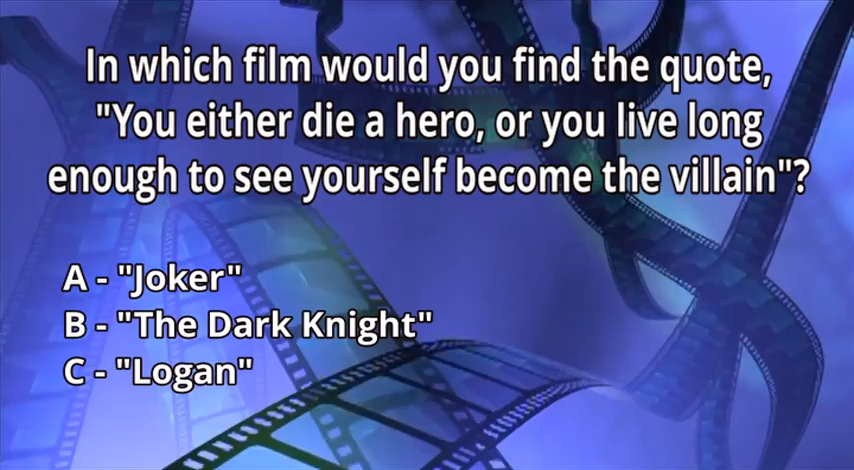 In which film would you find the quote,
"You either die a hero, or you live long
enough to see yourself become the villain"?
A - "Joker"
B - "The Dark Knight"
C - "Logan"